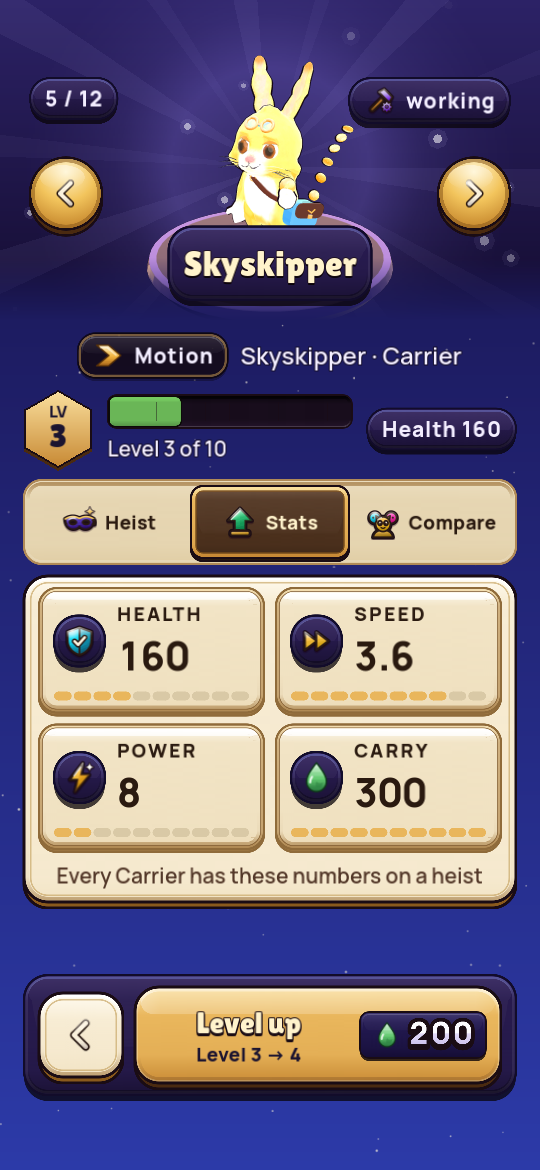 5 / 12
working
Skyskipper
Motion
Skyskipper · Carrier
LV
3
Level 3 of 10
Health 160
Heist
Stats
Compare
HEALTH
160
SPEED
3.6
POWER
8
CARRY
300
Every Carrier has these numbers on a heist
Level up
Level 3 → 4
200